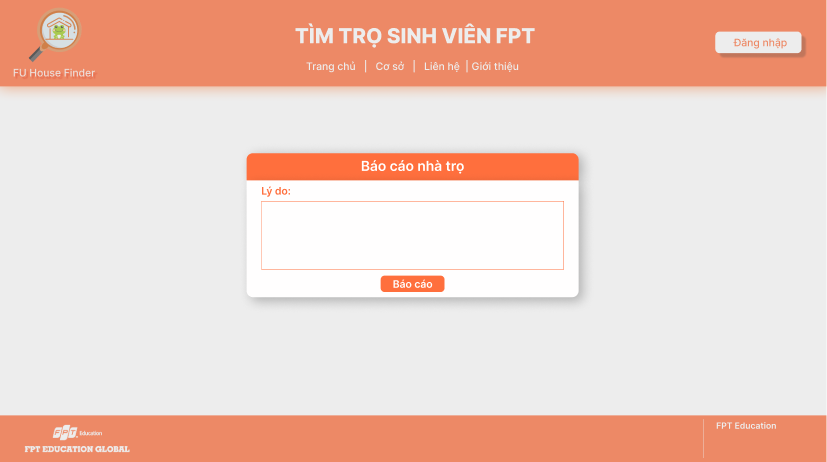 TÌM TRỌ SINH VIÊN FPT
Đăng nhập
FU House Finder
Trang chủ | Cơ sở | Liên hệ | Giới thiệu
Báo cáo nhà trọ
Lý do:
Báo cáo
FPT Education
FPT EDUCATION GLOBAL
FPT Education